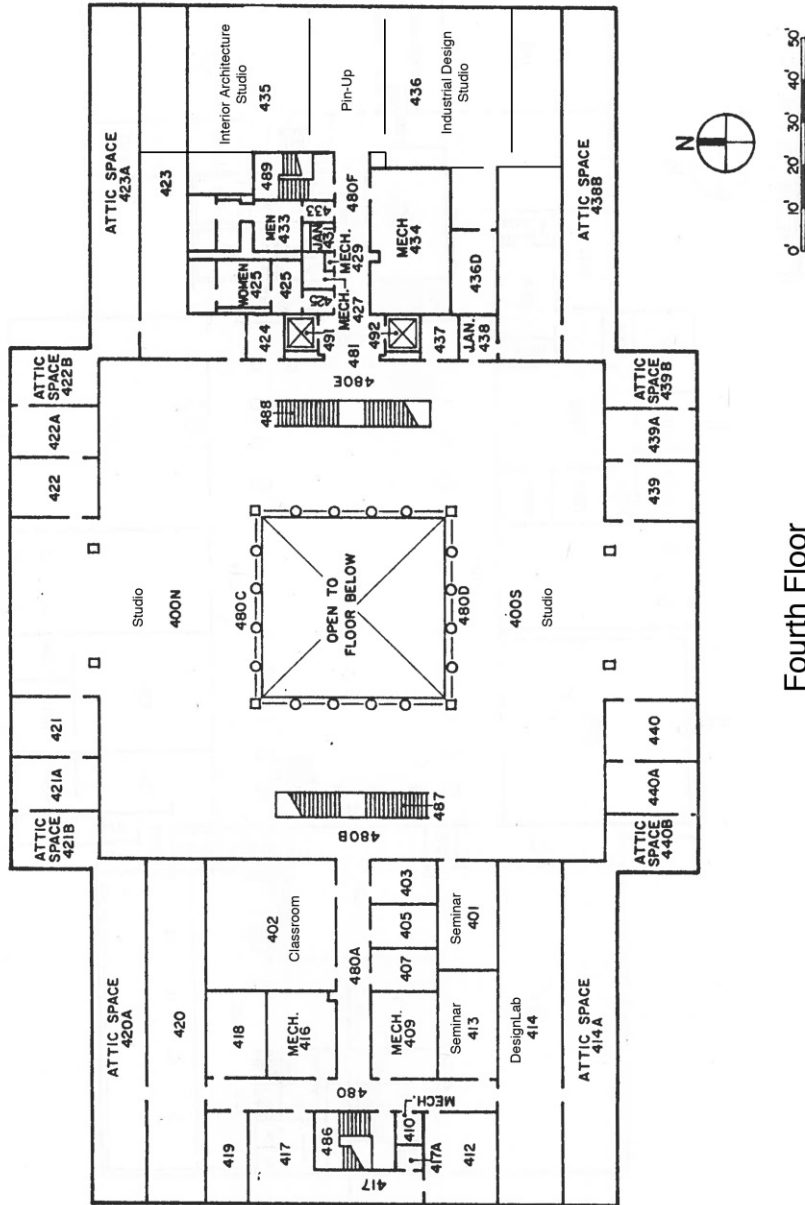 ATTIC SPACE
421B
421A
421
422
422A
ATTIC SPACE
422B
ATTIC SPACE
420A
ATTIC SPACE
423A
420
423
Studio
400N
419
418
402
Classroom
424
WOMEN
425
425
MEN
433
489
Interior Architecture
Studio
435
417
MECH.
416
480C
488
491
425
JAN.
431
433
486
480
480A
480B
OPEN TO
FLOOR BELOW
480E
481
MECH.
427
MECH.
429
480F
Pin-Up
417
410
417A
MECH.
MECH.
409
407
405
403
487
480D
492
437
MECH
434
436
Industrial Design
Studio
412
Seminar
413
Seminar
401
JAN.
438
436D
DesignLab
414
400S
Studio
ATTIC SPACE
414A
ATTIC SPACE
438B
ATTIC SPACE
440B
440A
440
439
439A
ATTIC SPACE
439B
N
Fourth Floor
0' 10' 20' 30' 40' 50'